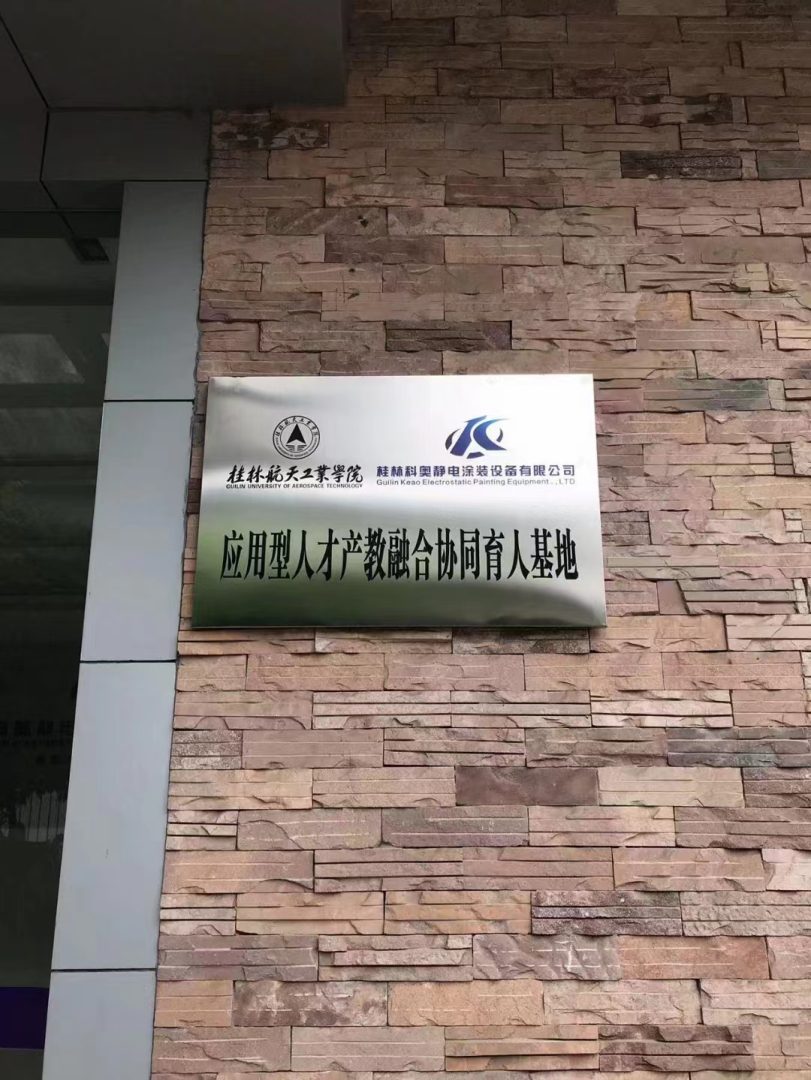 桂林航天工業學院
GUILIN UNIVERSITY OF AEROSPACE TECHNOLOGY
桂林科奥静电涂装设备有限公司
Guilin Keao Electrostatic Painting Equipment . , LTD
应用型人才产教融合协同育人基地